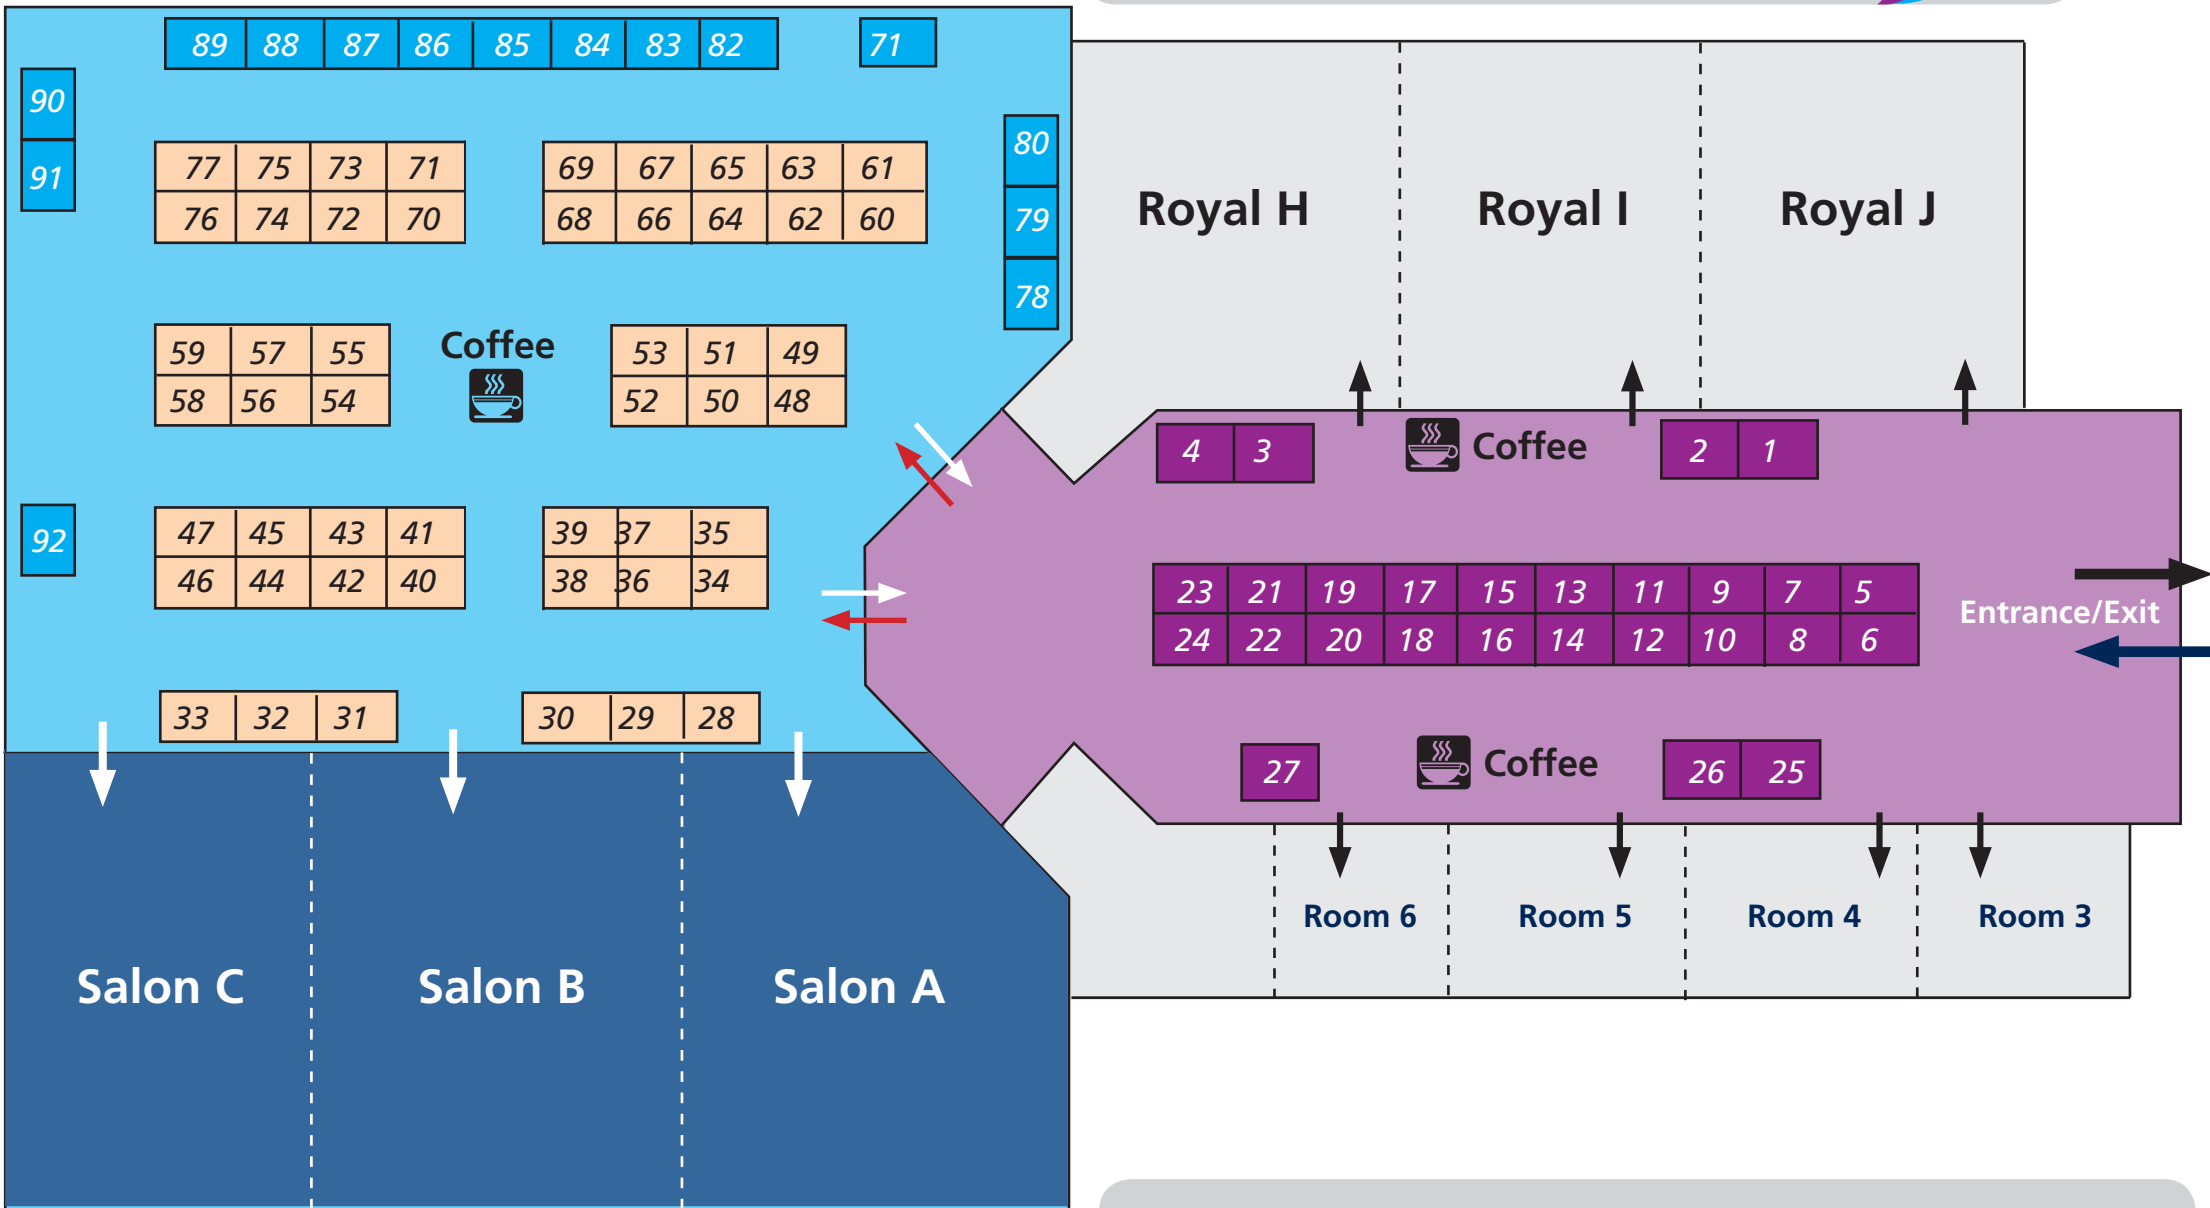 89 88 87 86 85 84 83 82 71
90
91
77 75 73 71
76 74 72 70
69 67 65 63 61
68 66 64 62 60
80
79
78
59 57 55
58 56 54
Coffee
53 51 49
52 50 48
92
47 45 43 41
46 44 42 40
39 37 35
38 36 34
33 32 31
30 29 28
Salon C
Salon B
Salon A
Royal H
Royal I
Royal J
4 3
Coffee
2 1
23 21 19 17 15 13 11 9 7 5
24 22 20 18 16 14 12 10 8 6
Entrance/Exit
27
Coffee
26 25
Room 6
Room 5
Room 4
Room 3